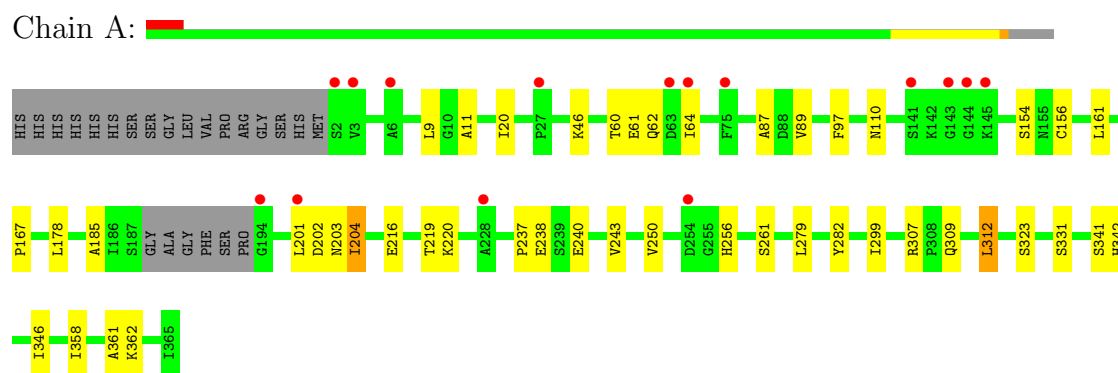 Chain A:
HIS HIS HIS HIS HIS HIS SER SER GLY LEU VAL PRO ARG GLY SER HIS MET S2 V3 A6 L9 G10 A11 I20 P27 K46 T60 E61 Q62 D63 I64 F75 A87 D88 V89 F97 N110 S141 K142 G143 G144 K145 S154 N155 C156 L161
P167 L178 A185 I186 S187 GLY ALA GLY PHE SER PRO G194 L201 D202 N203 I204 E216 T219 K220 A228 P237 E238 S239 E240 V243 V250 D254 G255 H256 S261 L279 Y282 I299 R307 P308 Q309 L312 S323 S331 S341 H342
I346 I358 A361 K362 I365